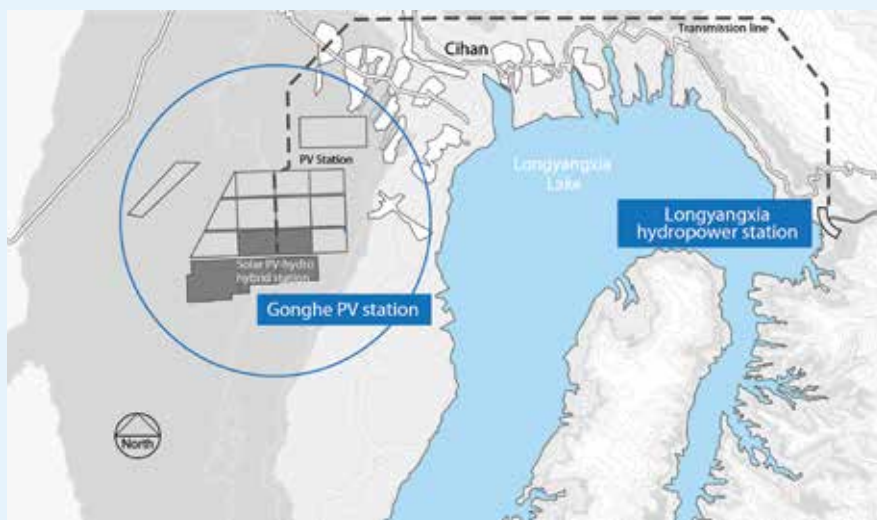 Transmission line
Cihan
PV Station
Longyangxia
Lake
Longyangxia
hydropower station
Solar PV-hydro
hybrid station
Gonghe PV station
North